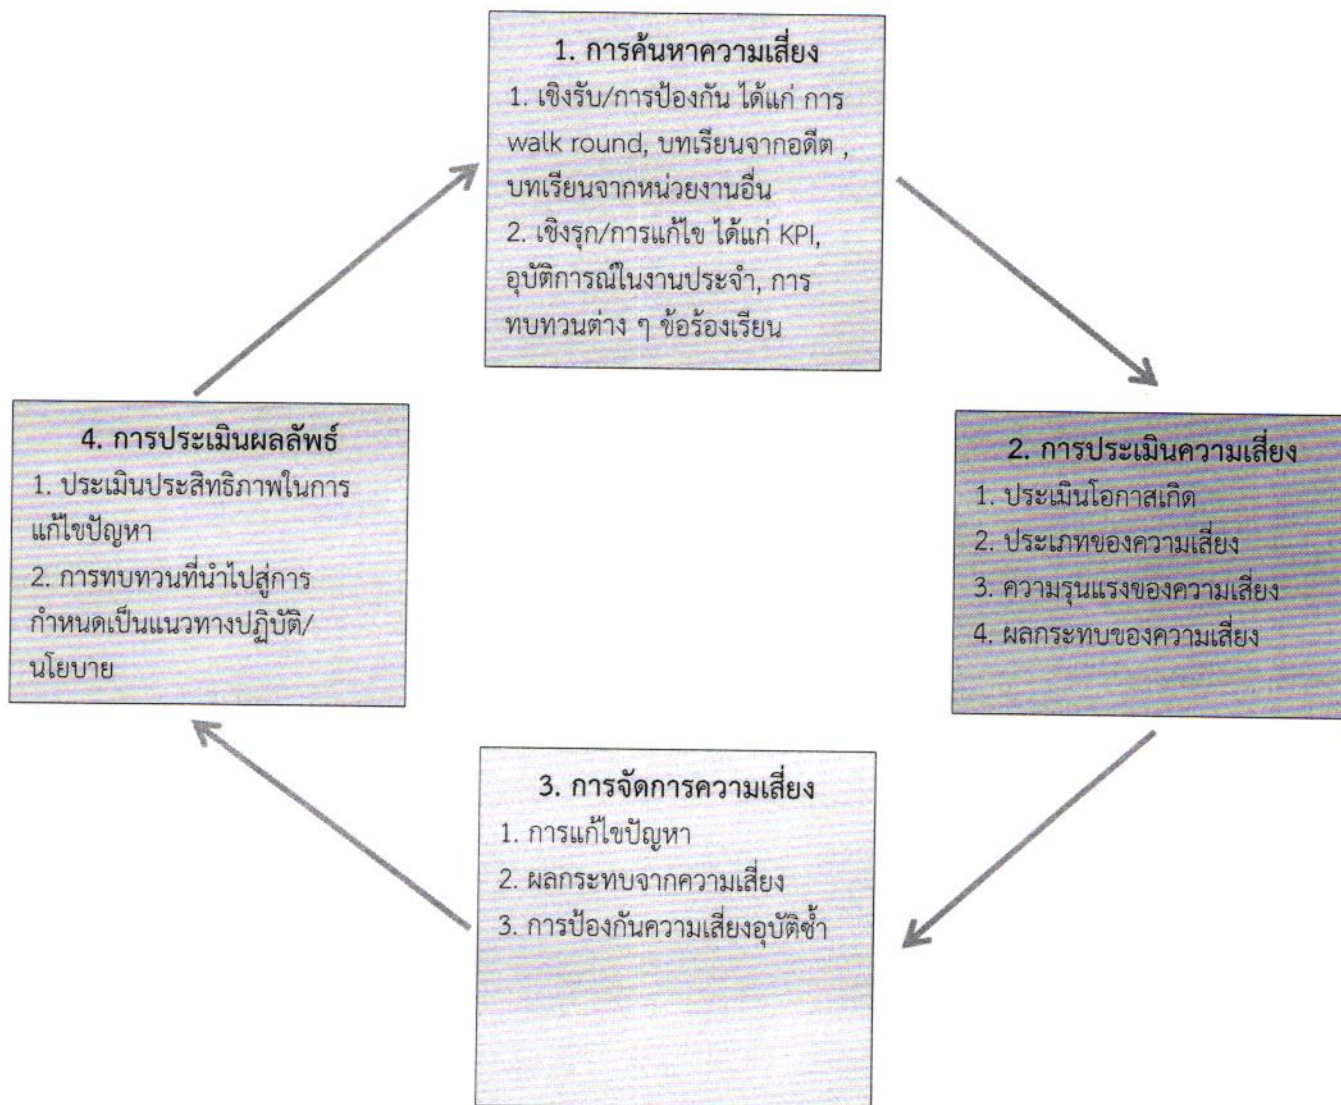 1. การค้นหาความเสี่ยง
1. เชิงรับ/การป้องกัน ได้แก่ การ
walk round, บทเรียนจากอดีต ,
บทเรียนจากหน่วยงานอื่น
2. เชิงรุก/การแก้ไข ได้แก่ KPI,
อุบัติการณ์ในงานประจำ, การ
ทบทวนต่าง ๆ ข้อร้องเรียน
2. การประเมินความเสี่ยง
1. ประเมินโอกาสเกิด
2. ประเภทของความเสี่ยง
3. ความรุนแรงของความเสี่ยง
4. ผลกระทบของความเสี่ยง
3. การจัดการความเสี่ยง
1. การแก้ไขปัญหา
2. ผลกระทบจากความเสี่ยง
3. การป้องกันความเสี่ยงอุบัติซ้ำ
4. การประเมินผลลัพธ์
1. ประเมินประสิทธิภาพในการ
แก้ไขปัญหา
2. การทบทวนที่นำไปสู่การ
กำหนดเป็นแนวทางปฏิบัติ/
นโยบาย